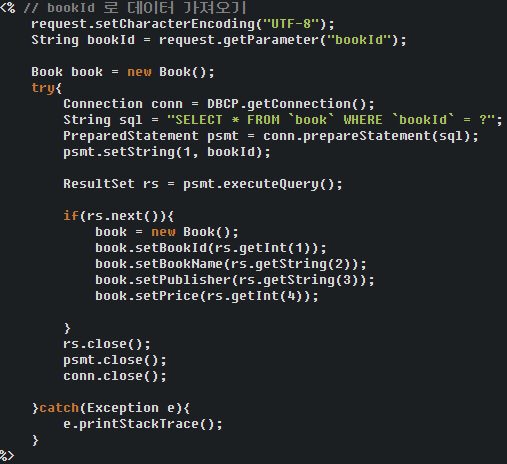 <% // bookId 로 데이터 가져오기
request.setCharacterEncoding("UTF-8");
String bookId = request.getParameter("bookId");
Book book = new Book();
try{
Connection conn = DBCP.getConnection();
String sql = "SELECT * FROM `book` WHERE `bookId` = ?";
PreparedStatement psmt = conn.prepareStatement(sql);
psmt.setString(1, bookId);
ResultSet rs = psmt.executeQuery();
if(rs.next()){
book = new Book();
book.setBookId(rs.getInt(1));
book.setBookName(rs.getString(2));
book.setPublisher(rs.getString(3));
book.setPrice(rs.getInt(4));
}
rs.close();
psmt.close();
conn.close();
}catch(Exception e){
e.printStackTrace();
}
%>